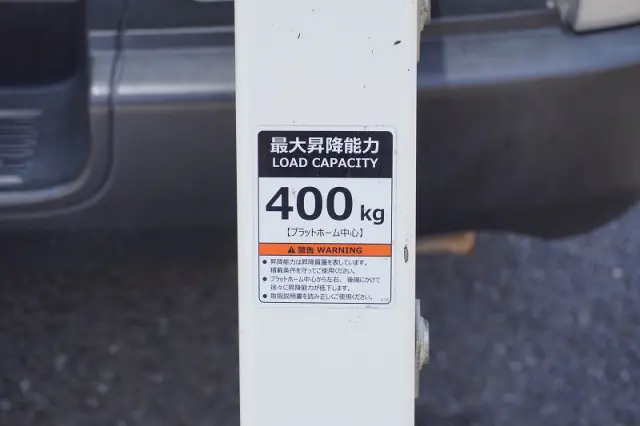 最大昇降能力
LOAD CAPACITY
400 kg
【プラットホーム中心】
⚠ 警告 WARNING
● 昇降能力は昇降質量を表しています。
積載条件を守ってご使用ください。
● プラットホーム中心から左右、後端にかけて
徐々に昇降能力が低下します。
● 取扱説明書を読み正しくご使用ください。